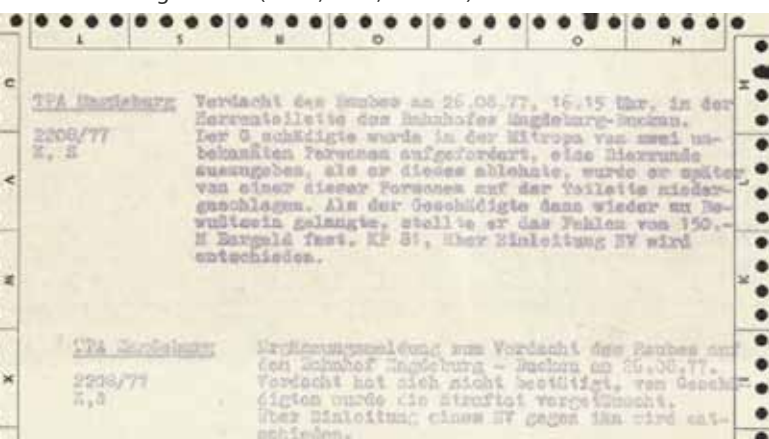 T S R O P O N
TPA Magdeburg
2208/77
Verdacht des Raubes am 26.08.77, 16.15 Uhr, in der
Herrentoilette des Bahnhofes Magdeburg-Buckau.
Der G schädigte wurde in der Mitropa von zwei un-
bekannten Personen aufgefordert, eine Bierrunde
auszugeben, als er dieses ablehnte, wurde er später
von einer dieser Personen auf der Toilette nieder-
geschlagen. Als der Geschädigte dann wieder zu Be-
wußtsein gelangte, stellte er das Fehlen von 150,-
M Bargeld fest. KP 81, über Einleitung EV wird
entschieden.
TPA Magdeburg
2208/77
K,S
Ergänzungsmeldung zum Verdacht des Raubes auf
dem Bahnhof Magdeburg - Buckau am 26.08.77.
Verdacht hat sich nicht bestätigt, vom Geschä
digten wurde die Straftat vorgetäuscht.
Über Einleitung eines EV gegen ihn wird ent-
schieden.
U
V
W
X
M
L
K
I